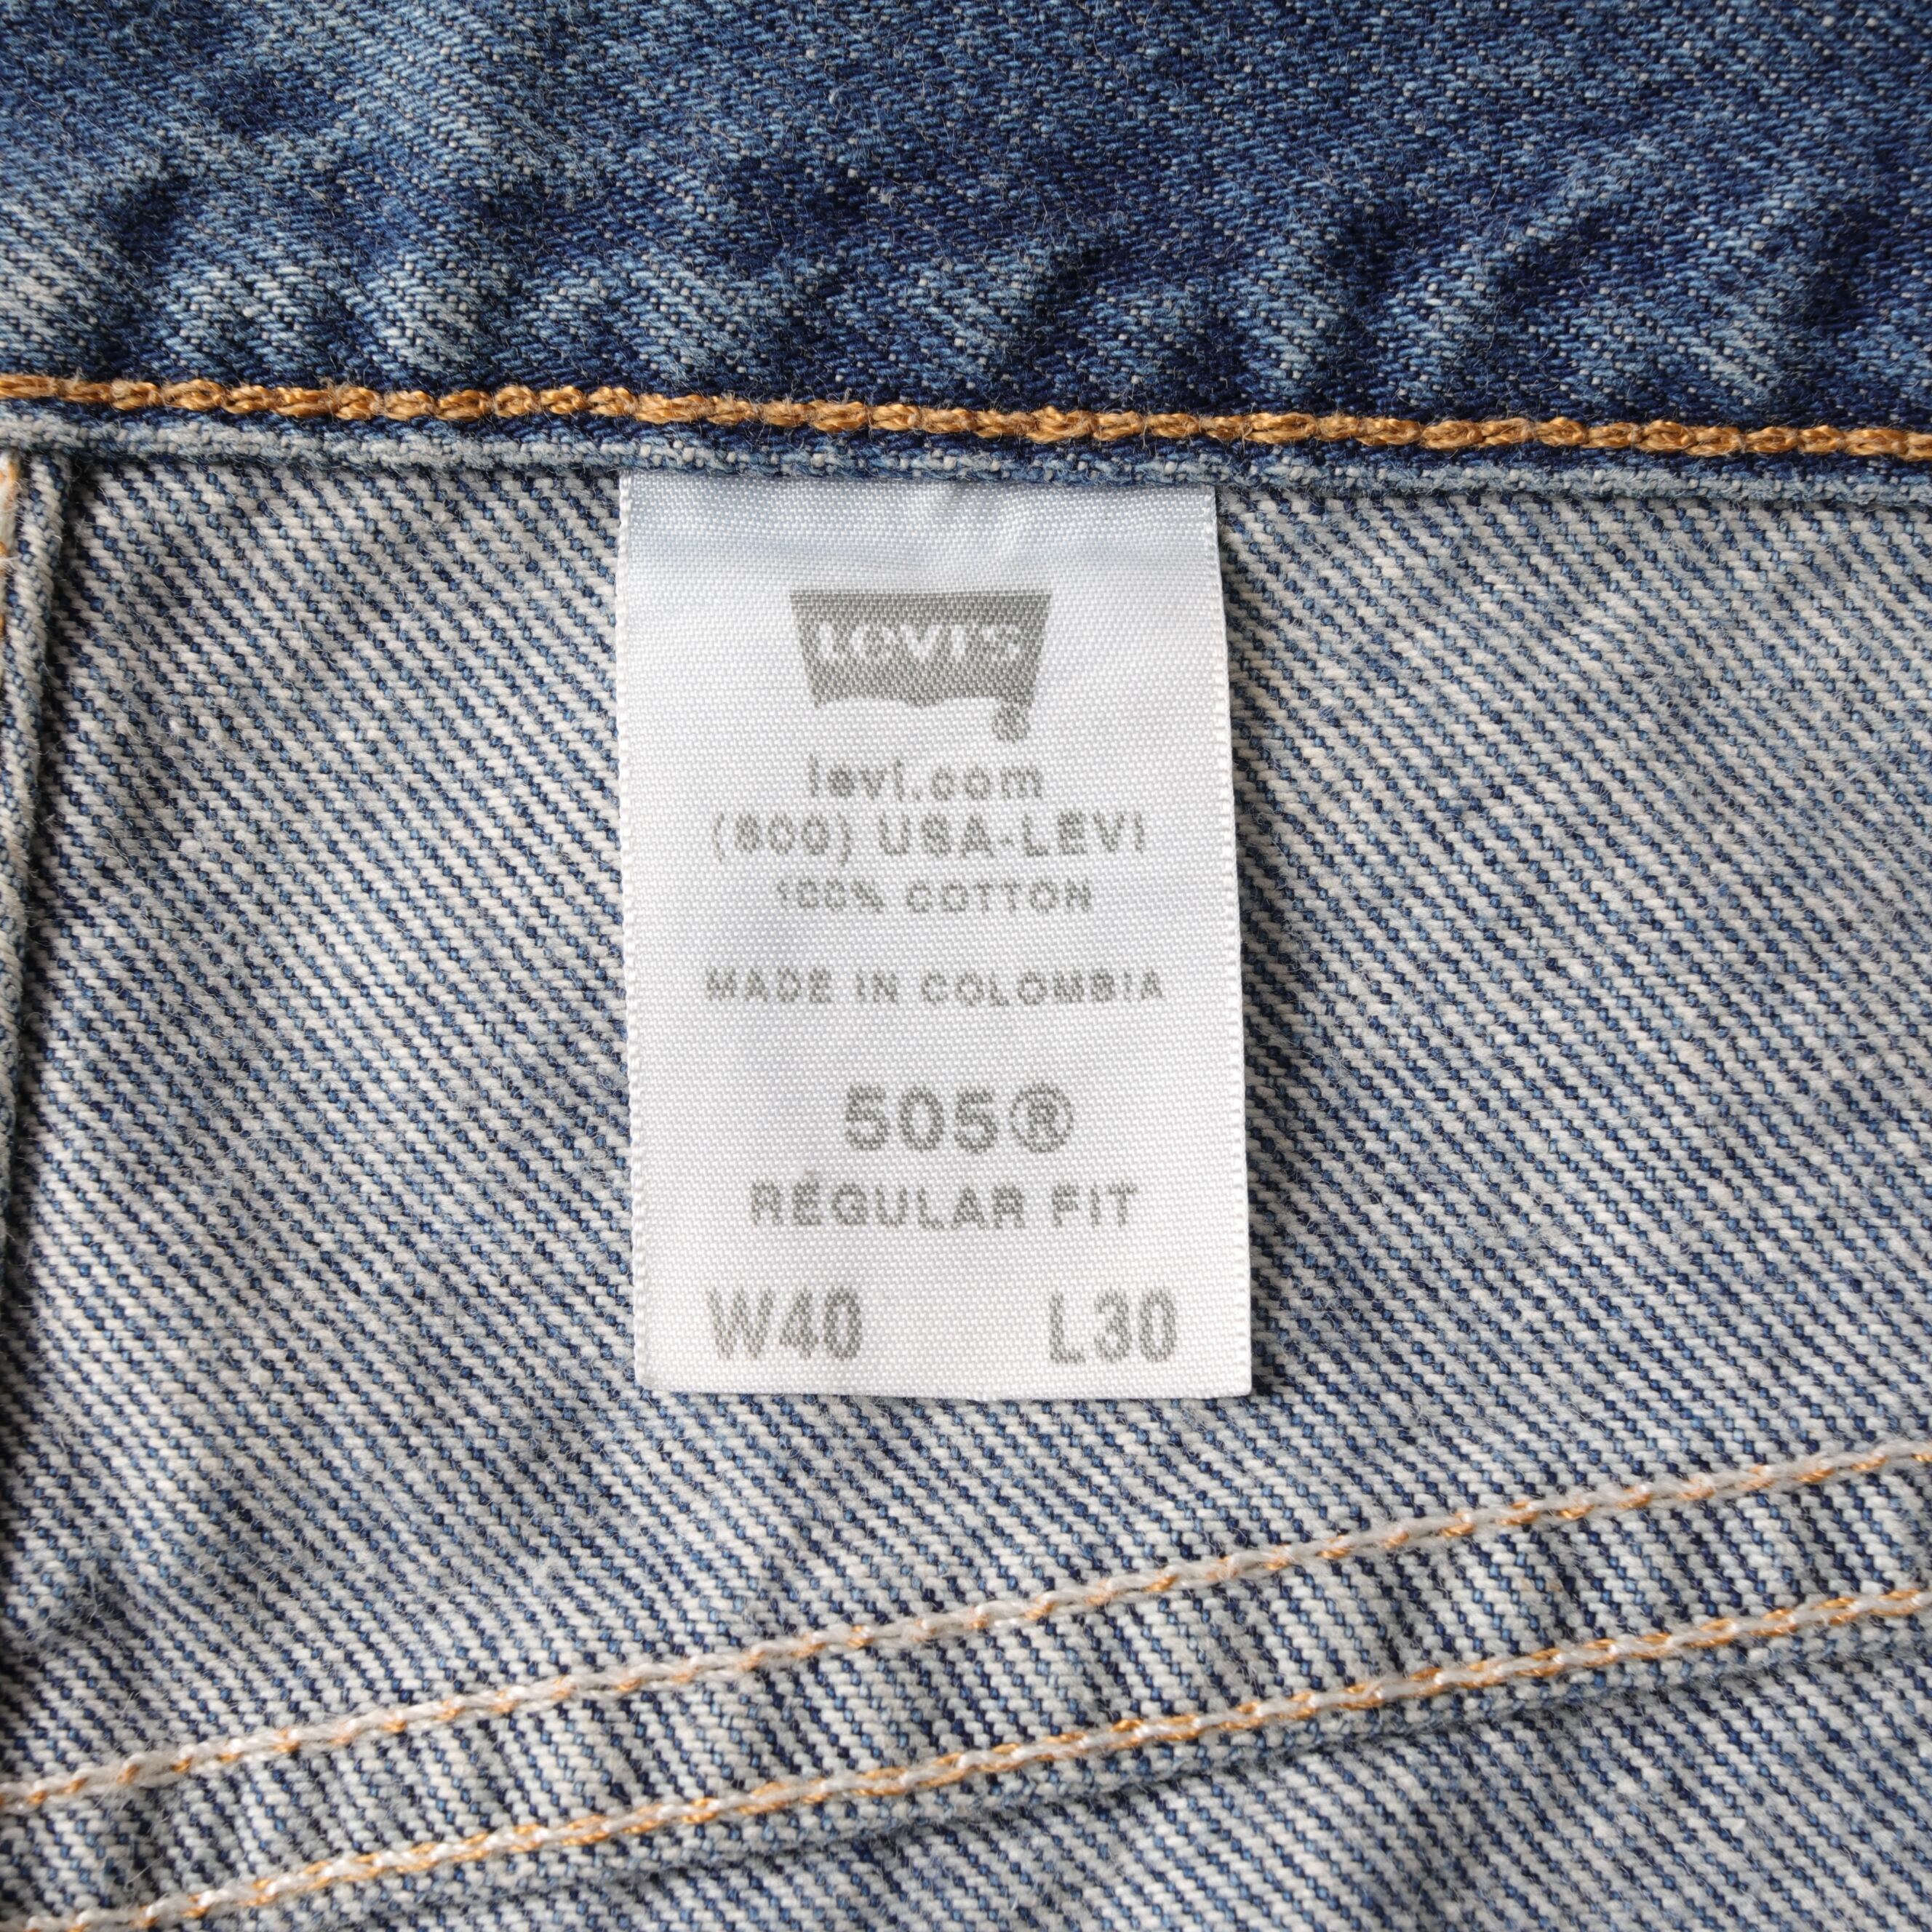 LEVI'S
®
levi.com
(800) USA-LEVI
100% COTTON
MADE IN COLOMBIA
505®
REGULAR FIT
W40 L30